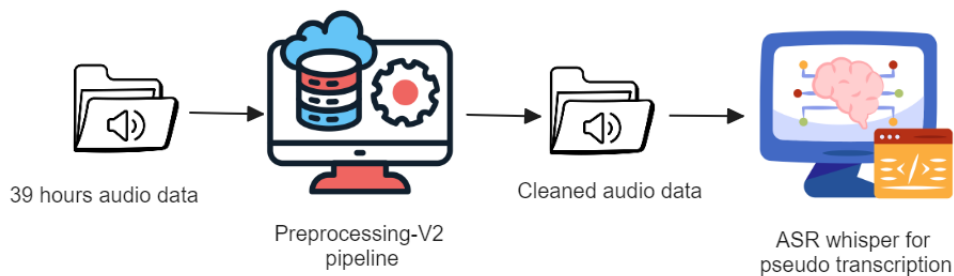 39 hours audio data
Preprocessing-V2
pipeline
Cleaned audio data
ASR whisper for
pseudo transcription